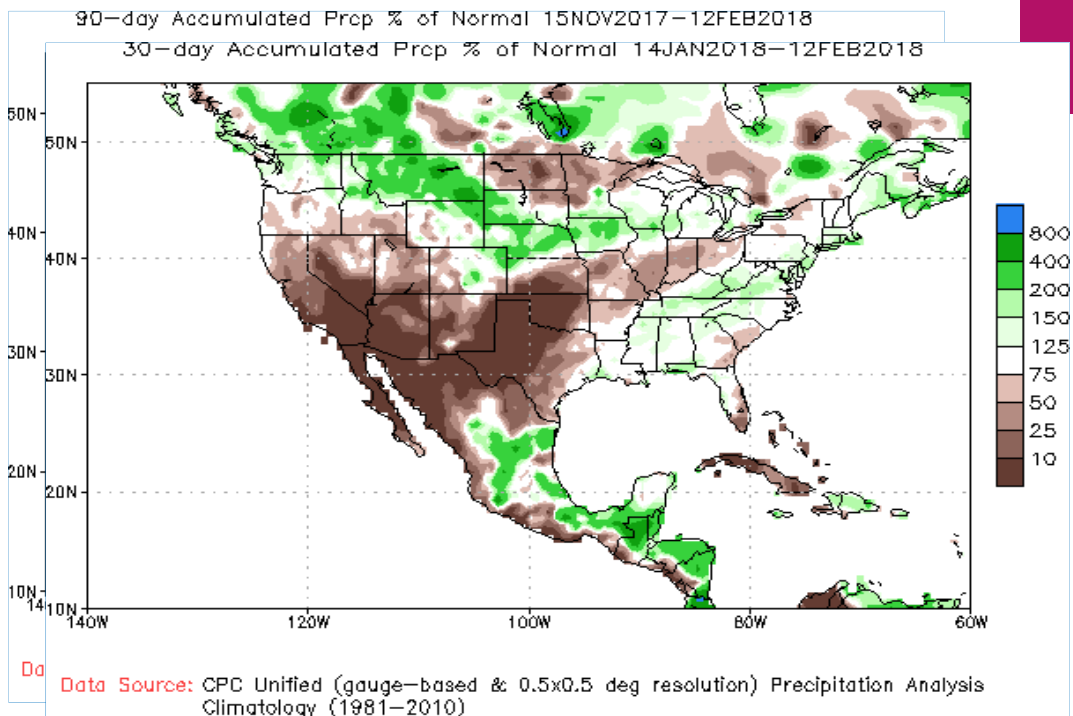 90-day Accumulated Prcp % of Normal 15NOV2017-12FEB2018
30-day Accumulated Prcp % of Normal 14JAN2018-12FEB2018
50N
50N
40N
40N
30N
30N
20N
20N
10N
10N
14
140W
120W
100W
80W
60W
800
400
200
150
125
75
50
25
10
Da
Data Source: CPC Unified (gauge-based & 0.5x0.5 deg resolution) Precipitation Analysis
Climatology (1981-2010)